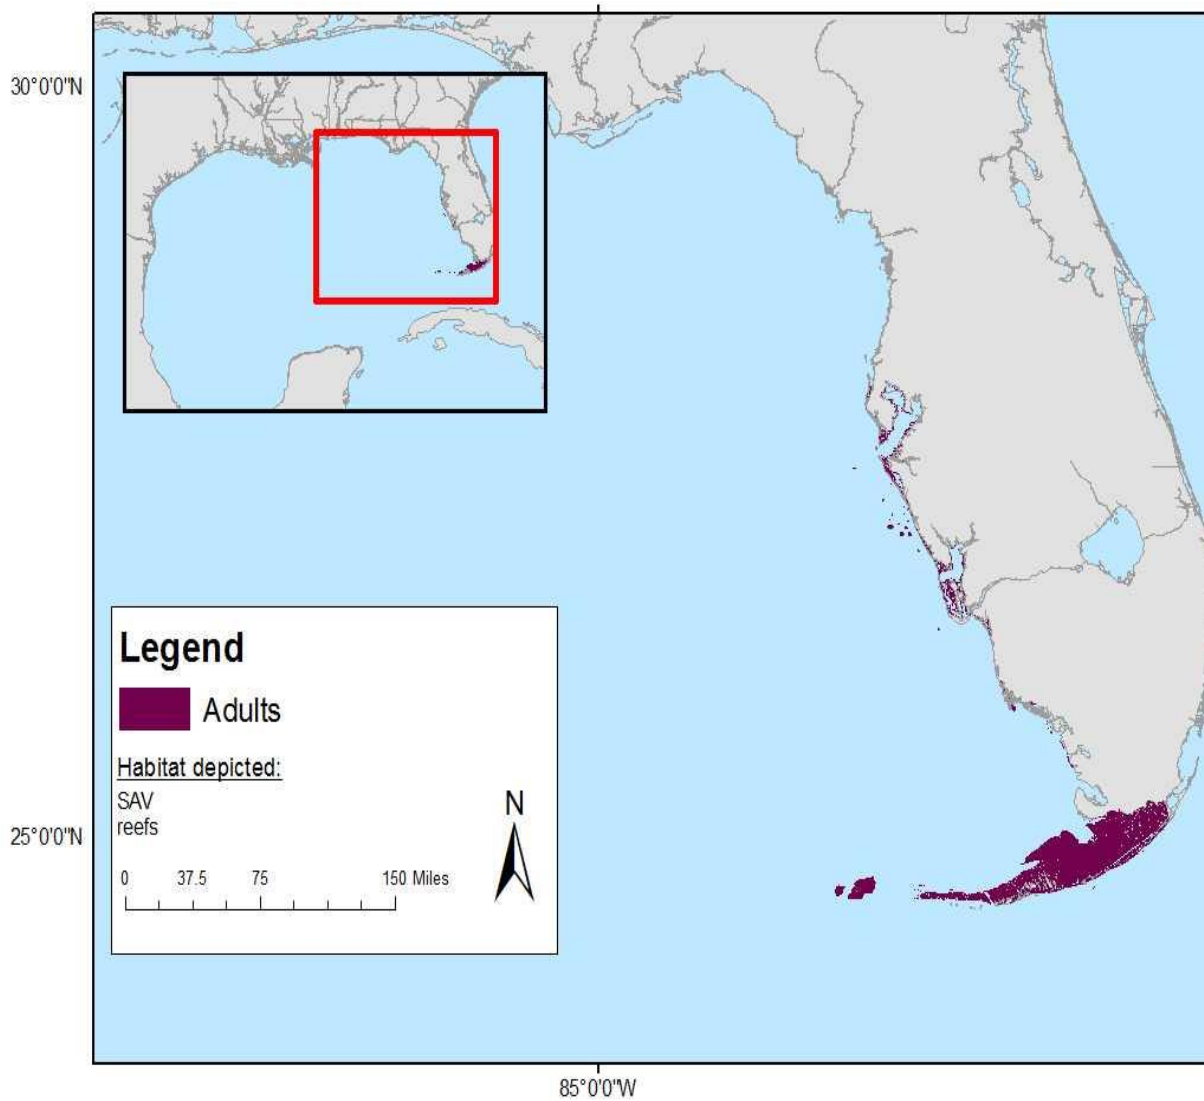 30°0'0"N
Legend
Adults
Habitat depicted:
SAV
reefs
N
25°0'0"N
0 37.5 75 150 Miles
85°0'0"W